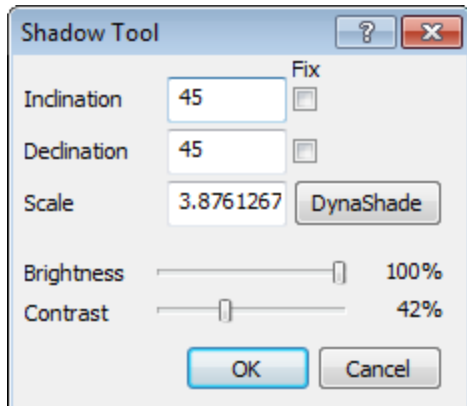 Shadow Tool
Fix
Inclination 45
Declination 45
Scale 3.8761267 DynaShade
Brightness 100%
Contrast 42%
OK Cancel